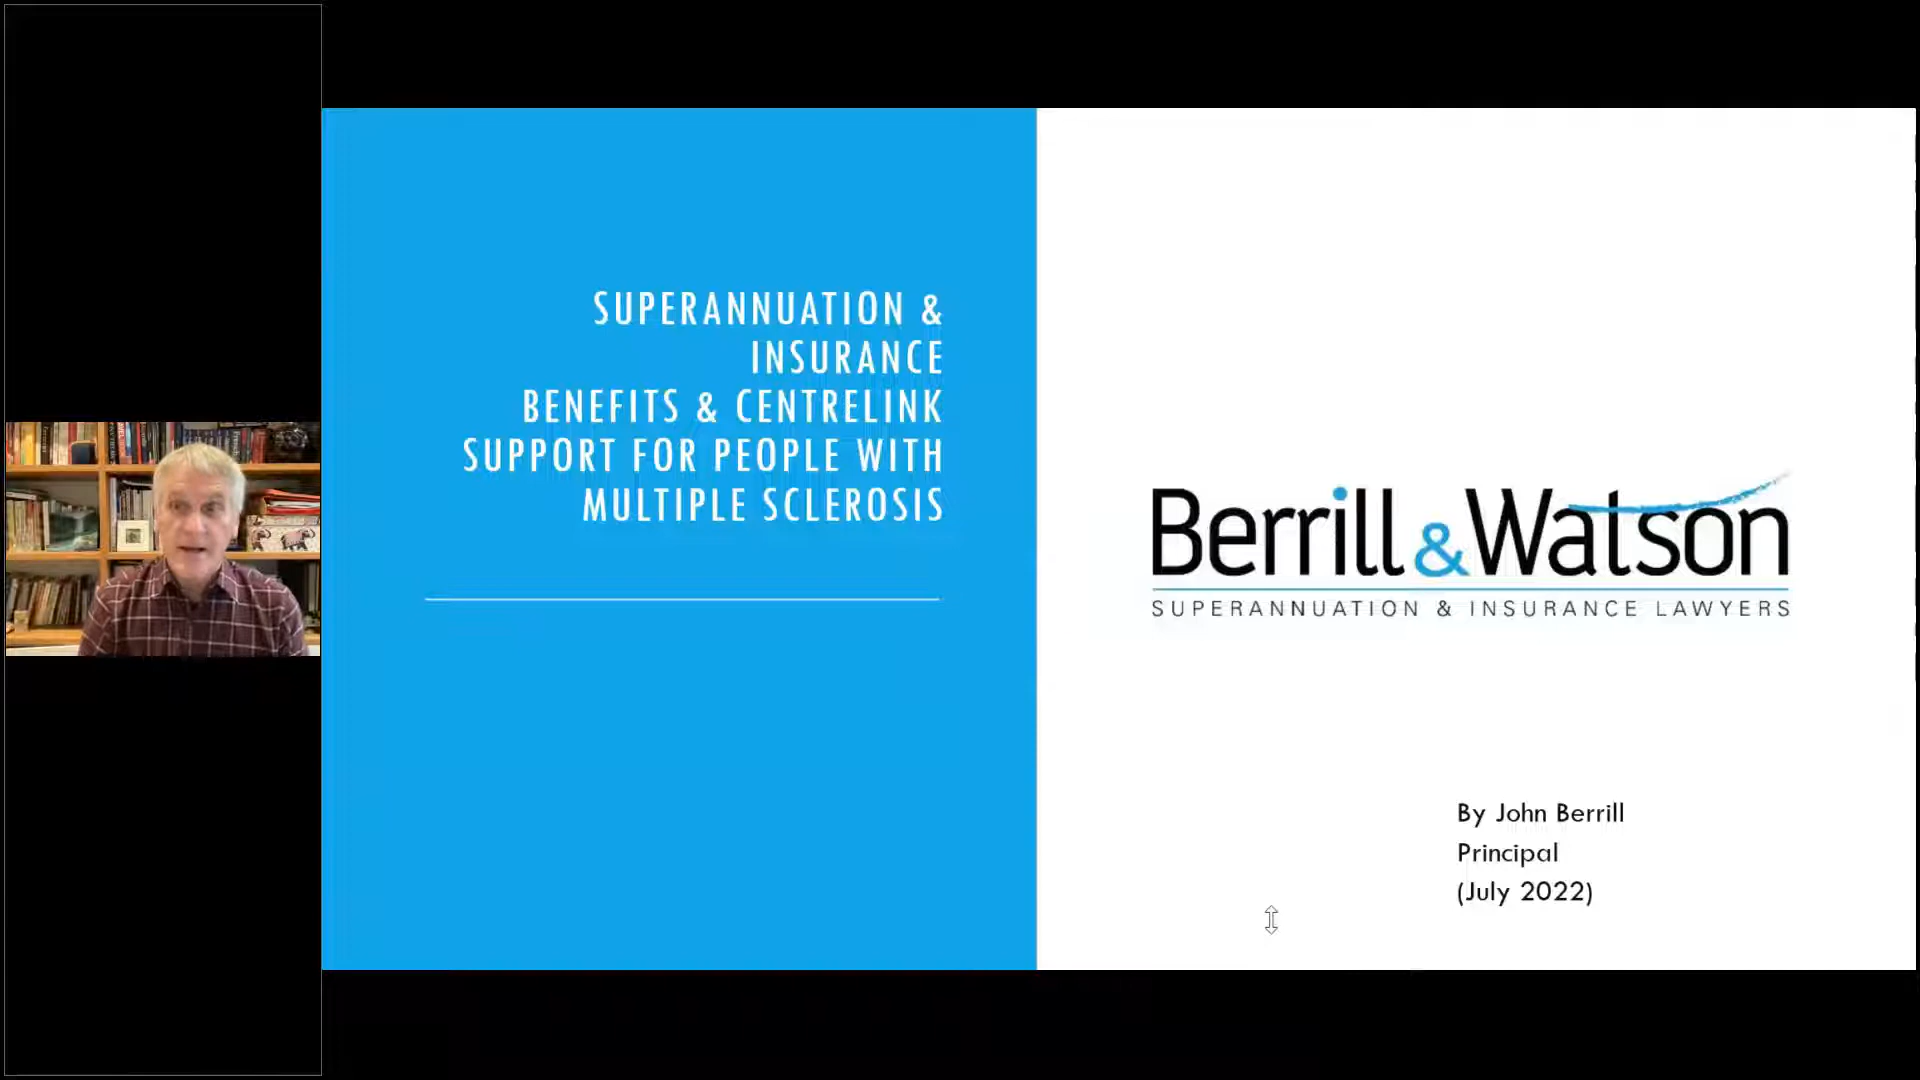 SUPERANNUATION &
INSURANCE
BENEFITS & CENTRELINK
SUPPORT FOR PEOPLE WITH
MULTIPLE SCLEROSIS
Berrill & Watson
SUPERANNUATION & INSURANCE LAWYERS
By John Berrill
Principal
(July 2022)